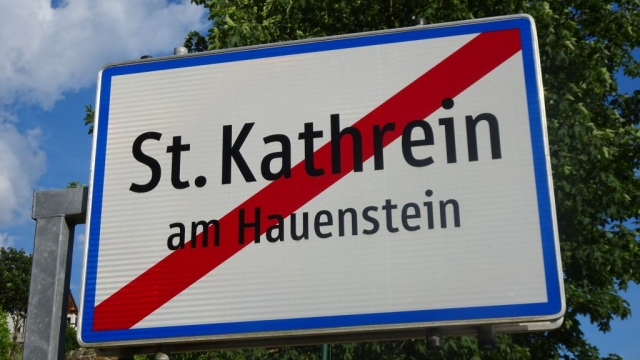 St. Kathrein
am Hauenstein